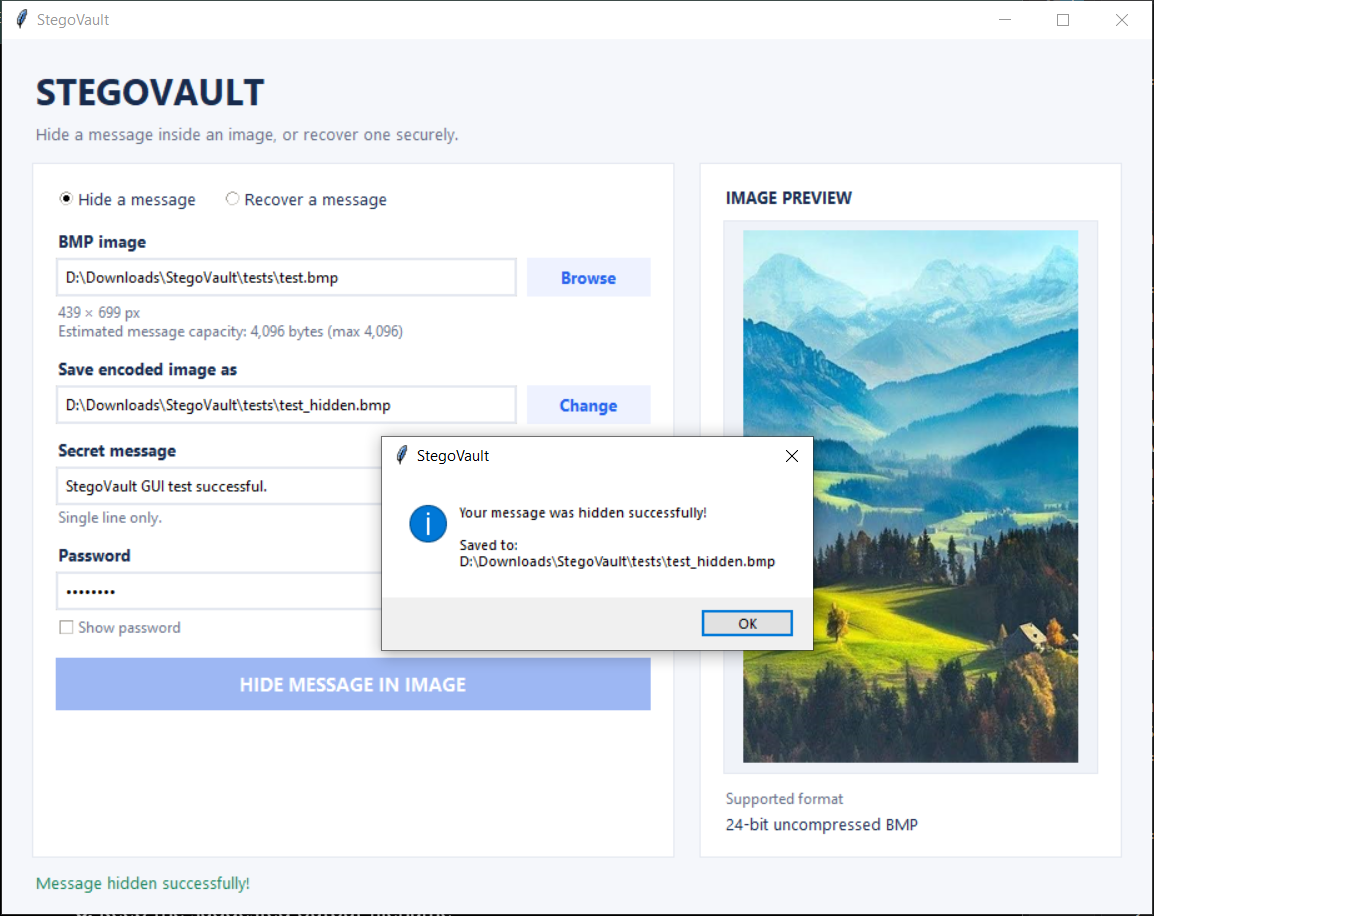 StegoVault
STEGOVAULT
Hide a message inside an image, or recover one securely.
Hide a message
Recover a message
BMP image
D:\Downloads\StegoVault\tests\test.bmp
Browse
439 × 699 px
Estimated message capacity: 4,096 bytes (max 4,096)
Save encoded image as
D:\Downloads\StegoVault\tests\test_hidden.bmp
Change
Secret message
StegoVault GUI test successful.
Single line only.
Password
••••••••
Show password
HIDE MESSAGE IN IMAGE
StegoVault
Your message was hidden successfully!
Saved to:
D:\Downloads\StegoVault\tests\test_hidden.bmp
OK
IMAGE PREVIEW
Supported format
24-bit uncompressed BMP
Message hidden successfully!